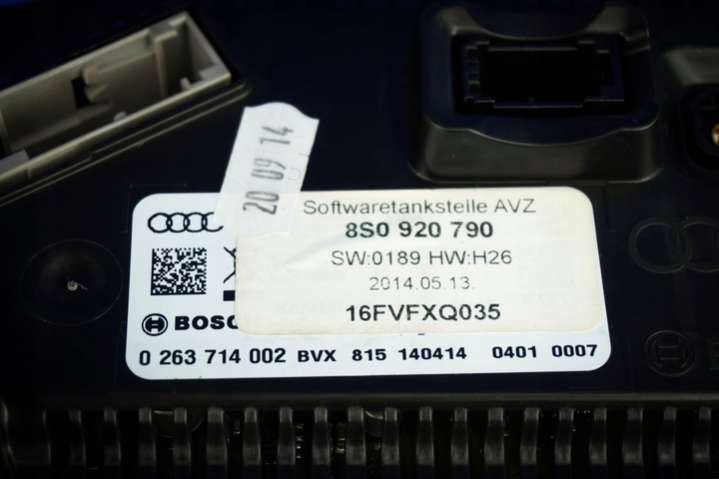 20 09 14
Softwaretankstelle AVZ
8S0 920 790
SW:0189 HW:H26
2014.05.13.
16FVFXQ035
BOSC
0 263 714 002 BVX 815 140414 0401 0007